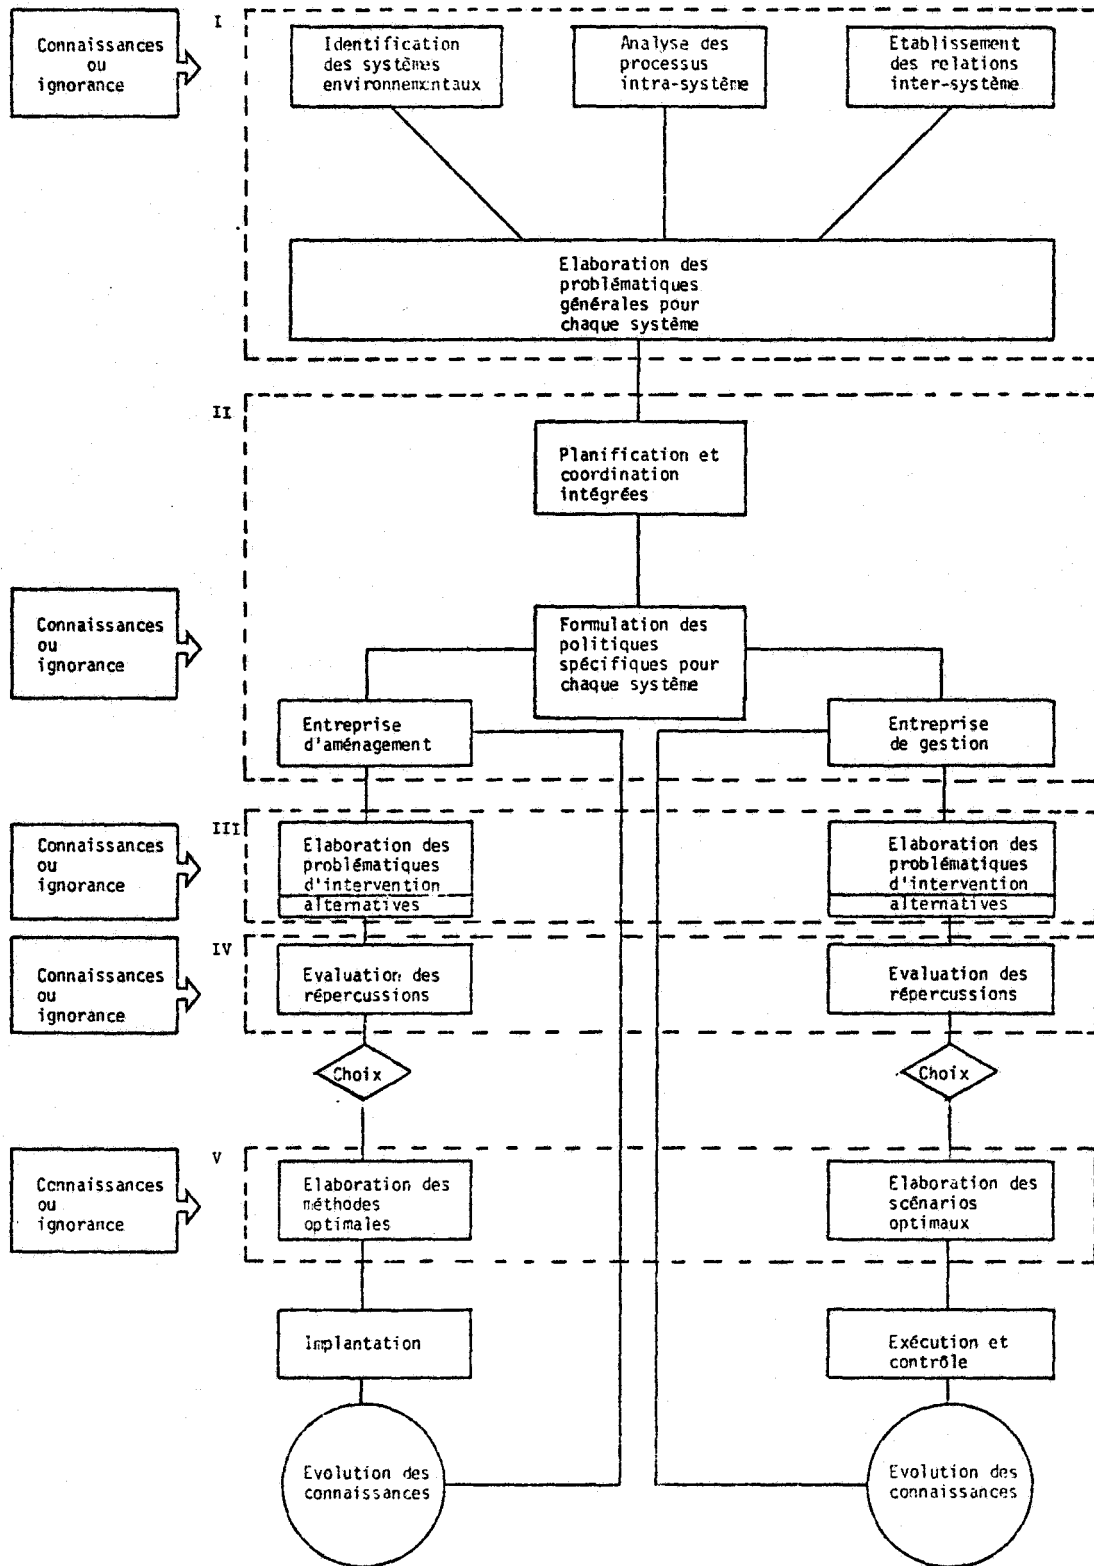 I
Connaissances
ou
ignorance
Identification
des systèmes
environnementaux
Analyse des
processus
intra-système
Etablissement
des relations
inter-système
Elaboration des
problématiques
générales pour
chaque système
II
Planification et
coordination
intégrées
Connaissances
ou
ignorance
Formulation des
politiques
spécifiques pour
chaque système
Entreprise
d'aménagement
Entreprise
de gestion
III
Connaissances
ou
ignorance
Elaboration des
problématiques
d'intervention
alternatives
Elaboration des
problématiques
d'intervention
alternatives
IV
Connaissances
ou
ignorance
Evaluation des
répercussions
Evaluation des
répercussions
Choix
Choix
V
Connaissances
ou
ignorance
Elaboration des
méthodes
optimales
Elaboration des
scénarios
optimaux
Implantation
Exécution et
contrôle
Evolution des
connaissances
Evolution des
connaissances